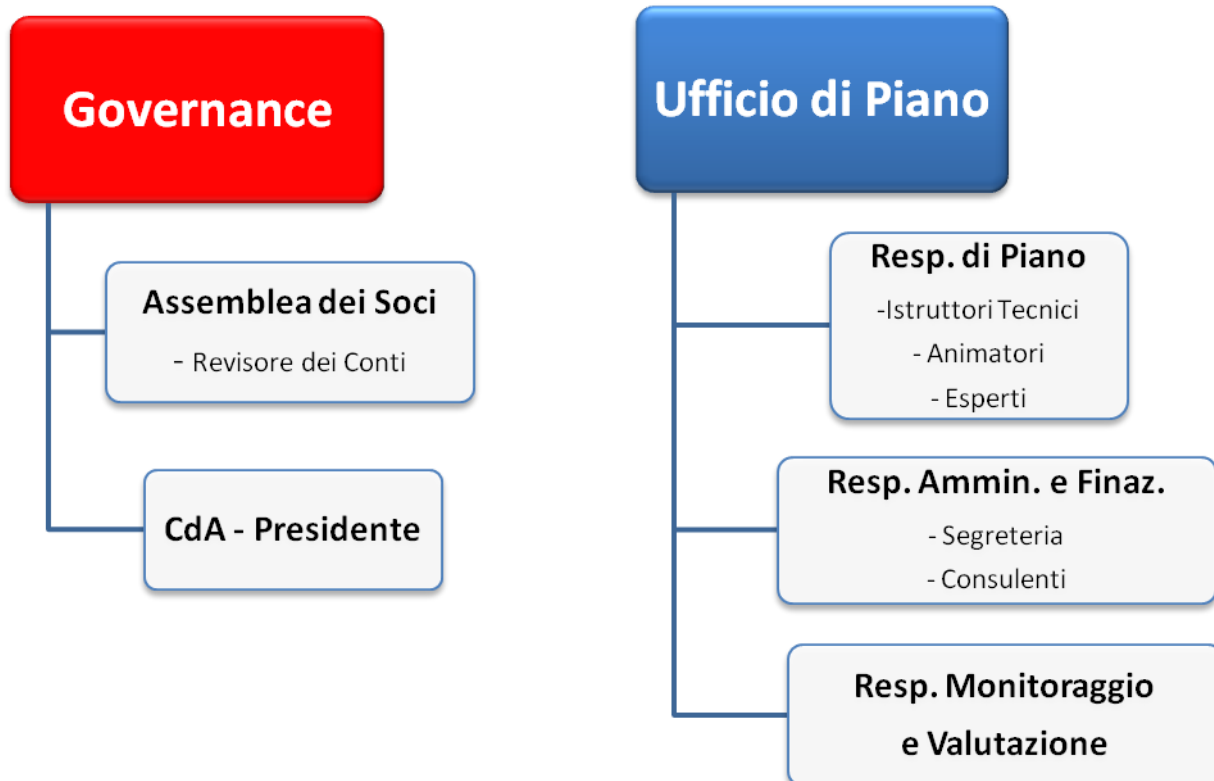 Governance
Assemblea dei Soci
- Revisore dei Conti
CdA - Presidente
Ufficio di Piano
Resp. di Piano
-Istruttori Tecnici
- Animatori
- Esperti
Resp. Ammin. e Finaz.
- Segreteria
- Consulenti
Resp. Monitoraggio
e Valutazione